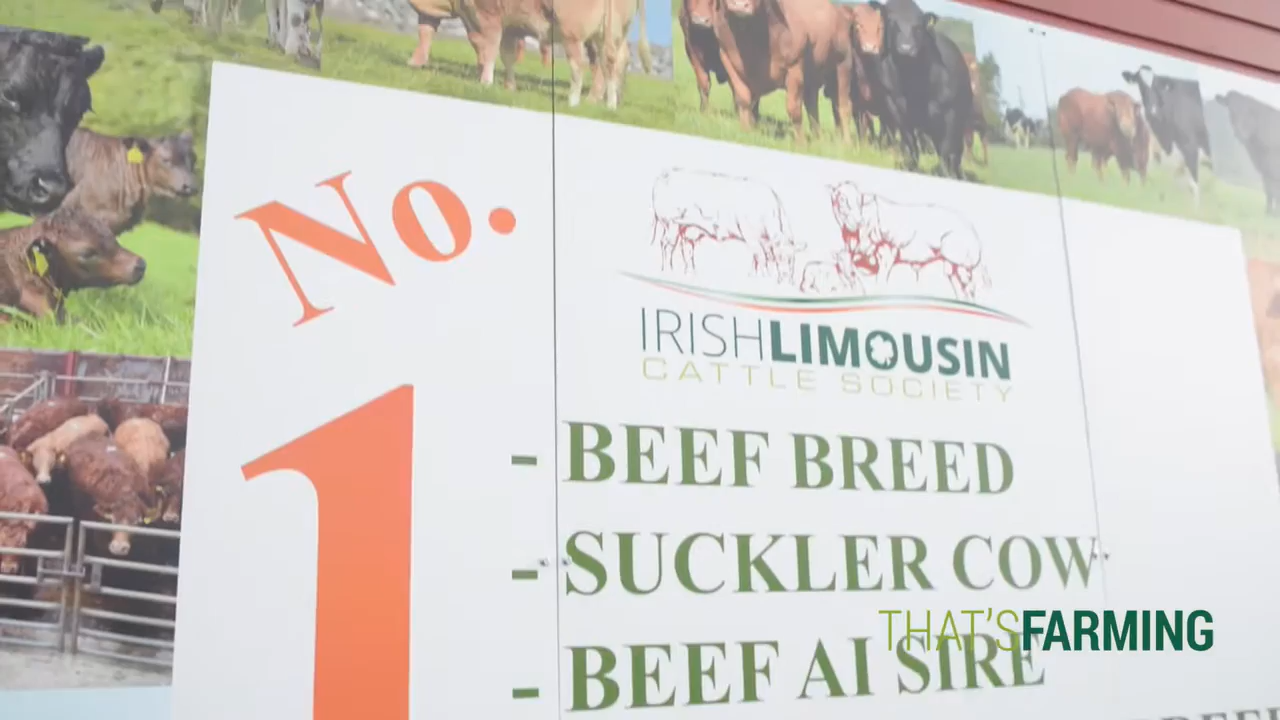 No.
1
IRISHLIMOUSIN
CATTLE SOCIETY
- BEEF BREED
- SUCKLER COW
- BEEF AI SIRE
THAT'SFARMING